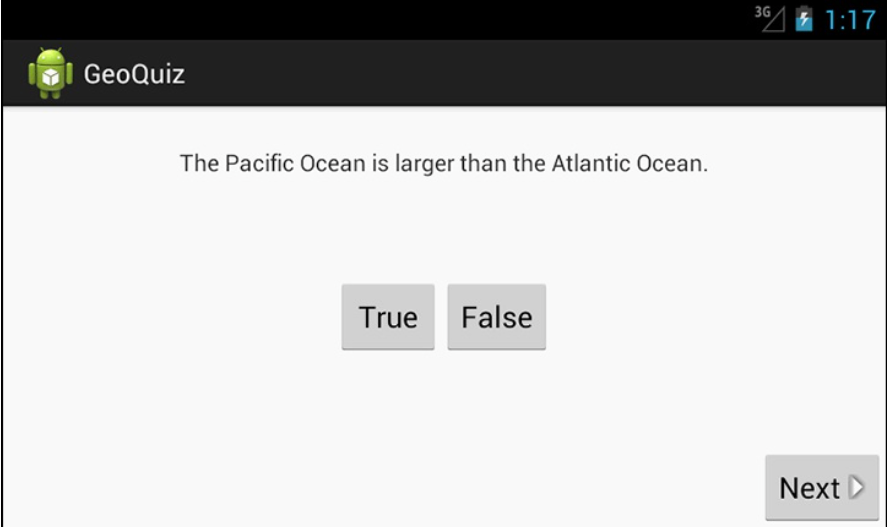 3G 1:17
GeoQuiz
The Pacific Ocean is larger than the Atlantic Ocean.
True False
Next